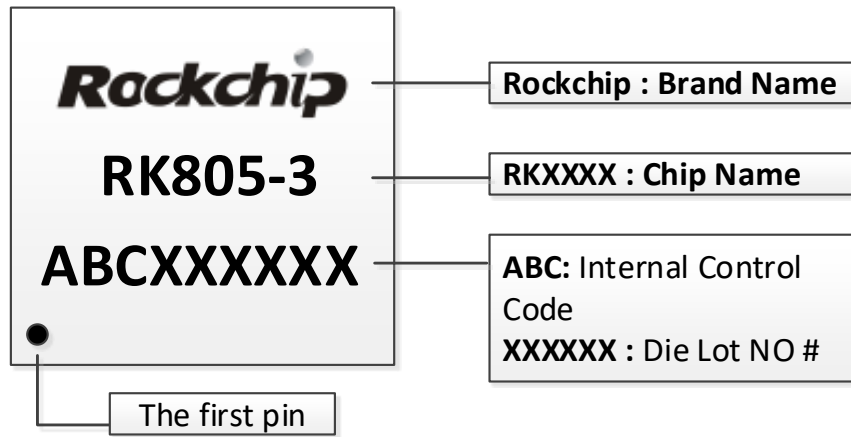 Rockchip
RK805-3
ABCXXXXXX
The first pin
Rockchip : Brand Name
RKXXXX : Chip Name
ABC: Internal Control
Code
XXXXXX : Die Lot NO #